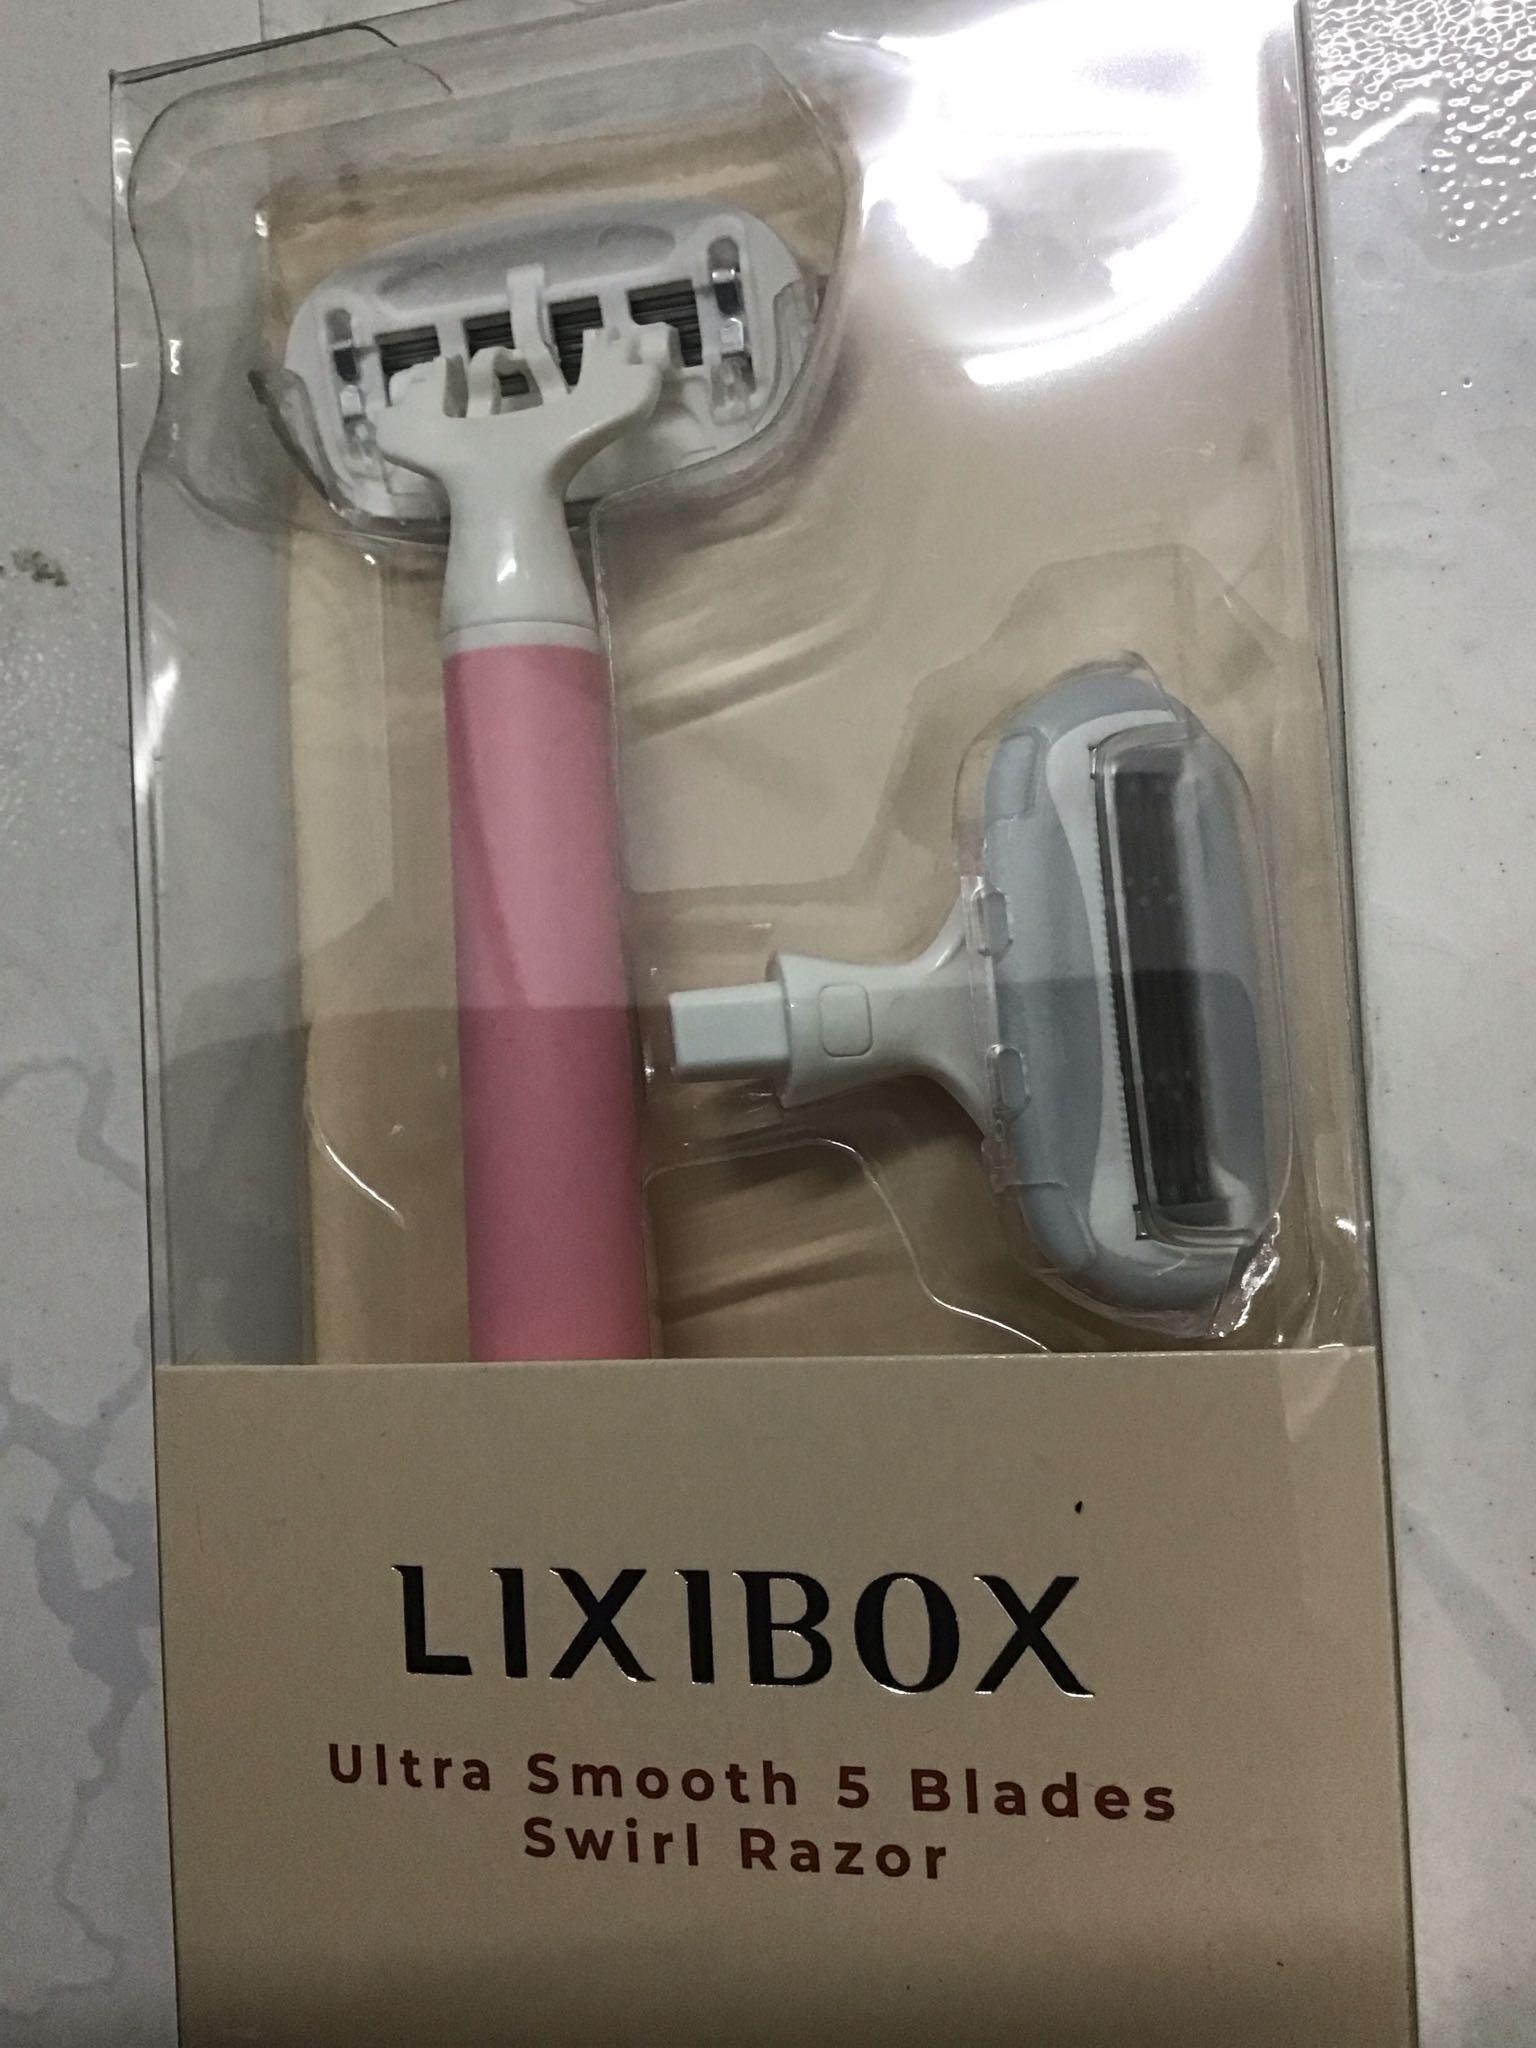 LIXIBOX
Ultra Smooth 5 Blades
Swirl Razor